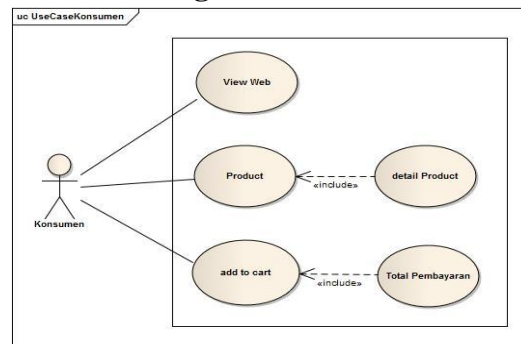 uc UseCaseKonsumen
View Web
Product
«include»
detail Product
Konsumen
add to cart
«include»
Total Pembayaran